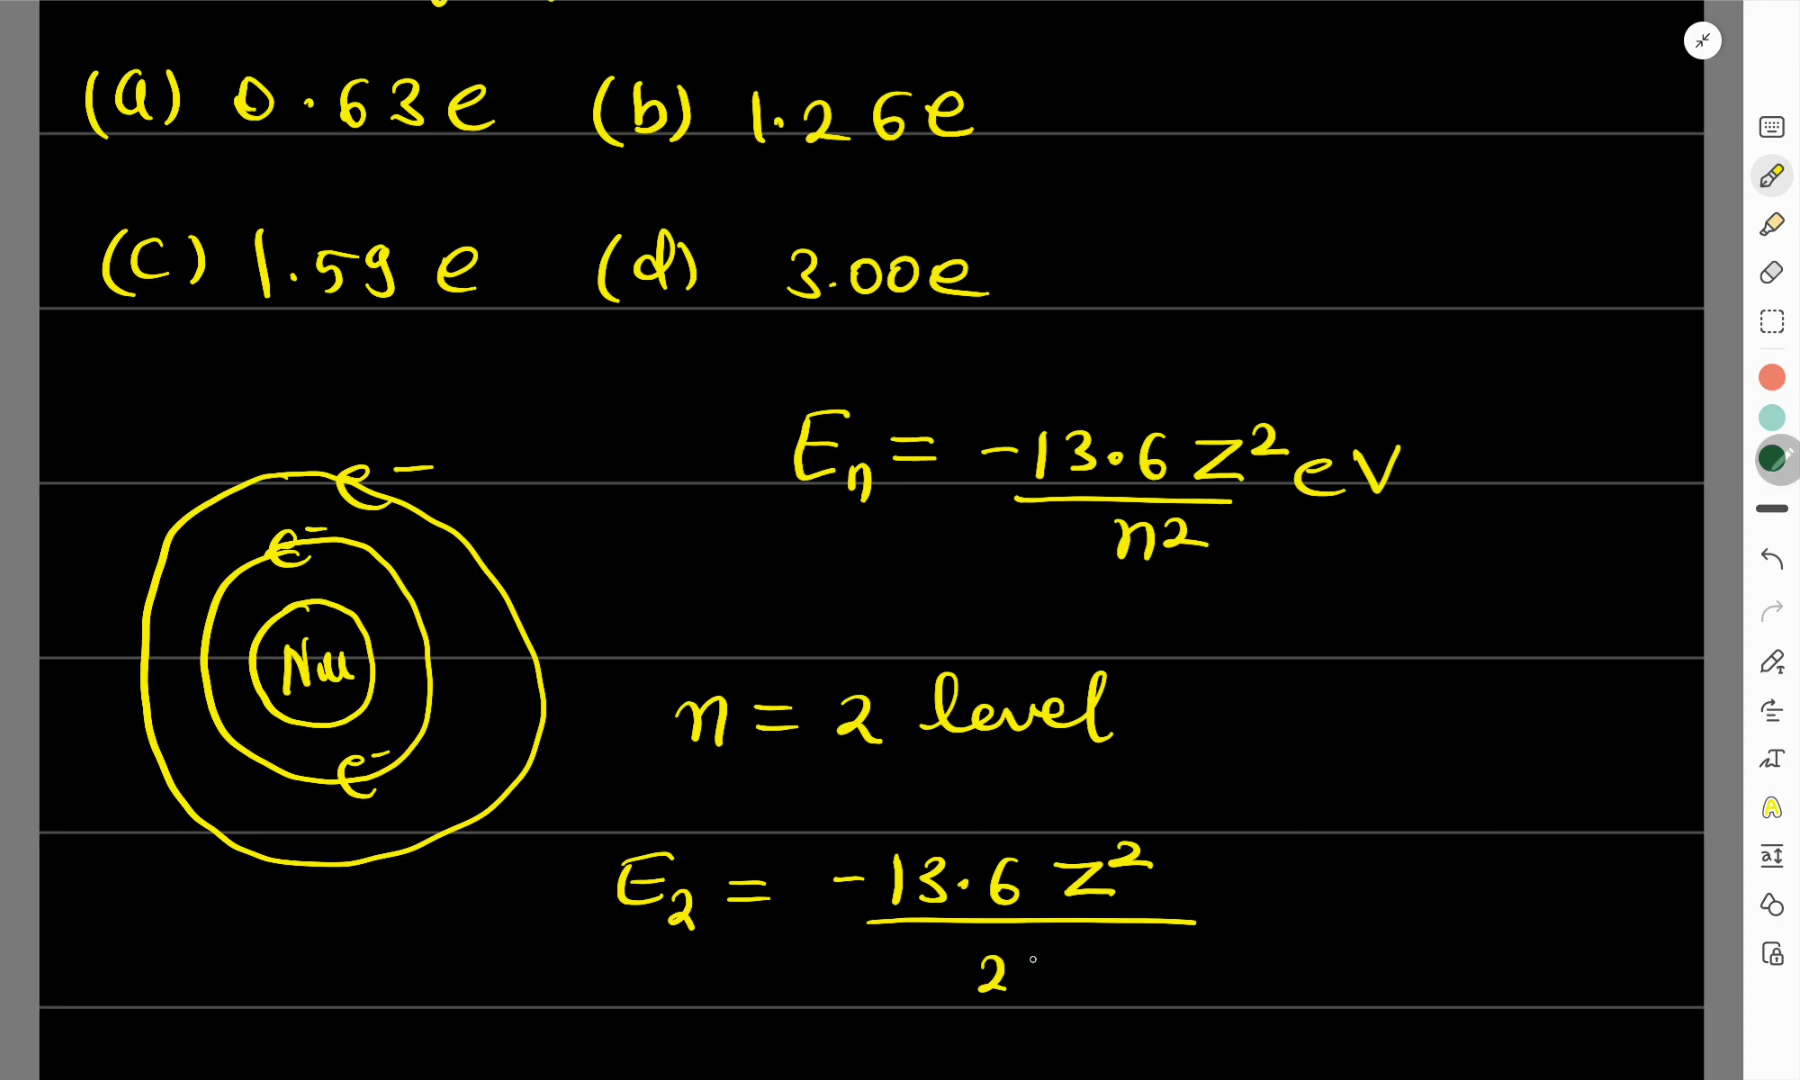 (a) 0.63e (b) 1.26e
(c) 1.59 e (d) 3.00e
Eₙ = -13.6 Z² eV
n²
e⁻
e⁻
Nu
e⁻
n = 2 level
E₂ = -13.6 Z²
2